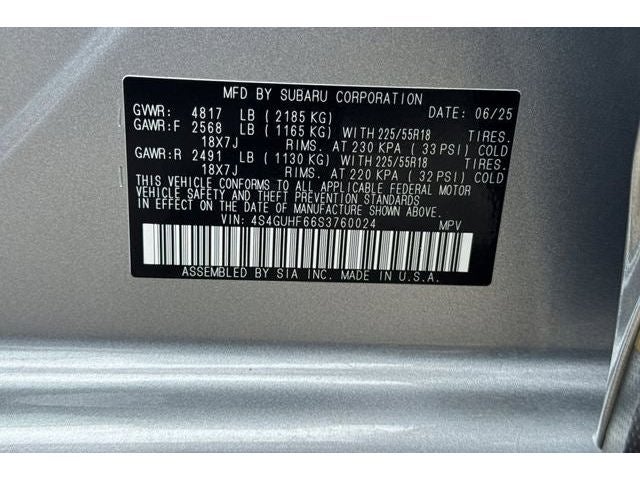 MFD BY SUBARU CORPORATION
GVWR: 4817 LB ( 2185 KG) DATE: 06/25
GAWR:F 2568 LB ( 1165 KG) WITH 225/55R18 TIRES.
18X7J RIMS. AT 230 KPA ( 33 PSI) COLD
GAWR:R 2491 LB ( 1130 KG) WITH 225/55R18 TIRES.
18X7J RIMS. AT 220 KPA ( 32 PSI) COLD
THIS VEHICLE CONFORMS TO ALL APPLICABLE FEDERAL MOTOR
VEHICLE SAFETY AND THEFT PREVENTION STANDARDS
IN EFFECT ON THE DATE OF MANUFACTURE SHOWN ABOVE.
VIN: 4S4GUHF66S3760024 MPV
ASSEMBLED BY SIA INC. MADE IN U.S.A.